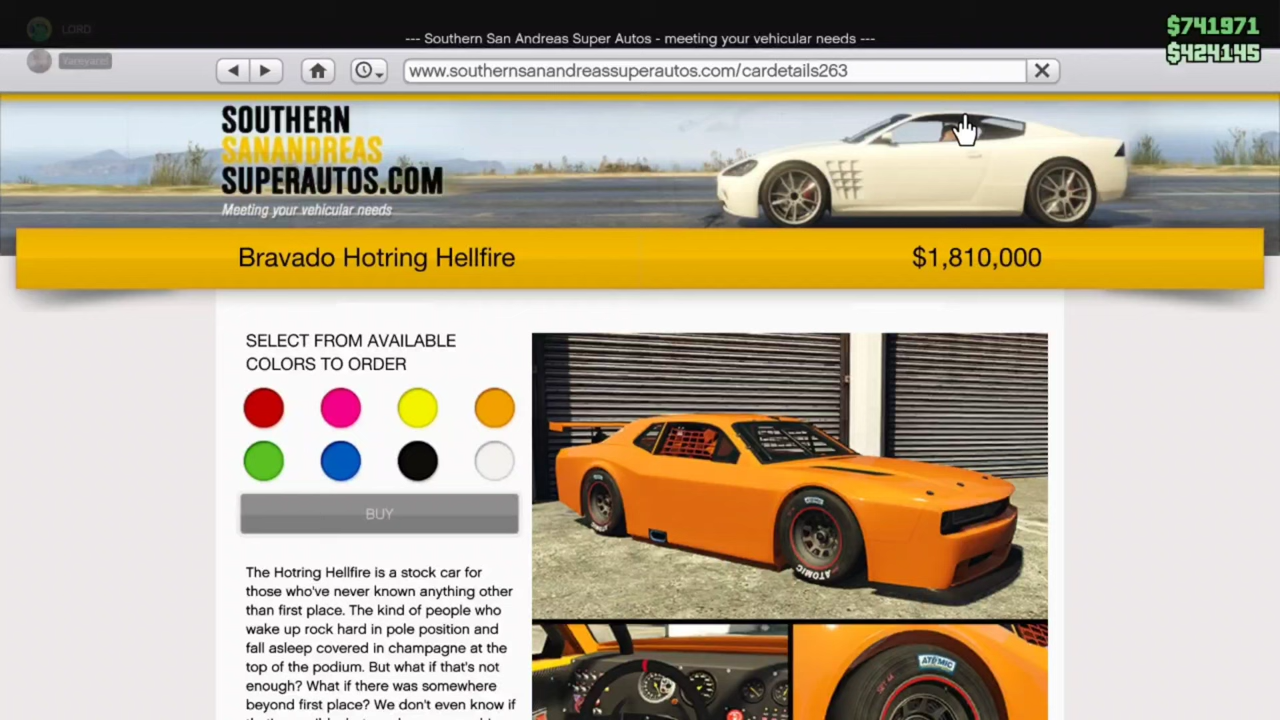 LORD
--- Southern San Andreas Super Autos - meeting your vehicular needs ---
$741971
$424145
www.southernsanandreassuperautos.com/cardetails263
SOUTHERN
SANANDREAS
SUPERAUTOS.COM
Meeting your vehicular needs
Bravado Hotring Hellfire
$1,810,000
SELECT FROM AVAILABLE
COLORS TO ORDER
BUY
The Hotring Hellfire is a stock car for
those who've never known anything other
than first place. The kind of people who
wake up rock hard in pole position and
fall asleep covered in champagne at the
top of the podium. But what if that's not
enough? What if there was somewhere
beyond first place? We don't even know if
ATOMIC
ATOMIC